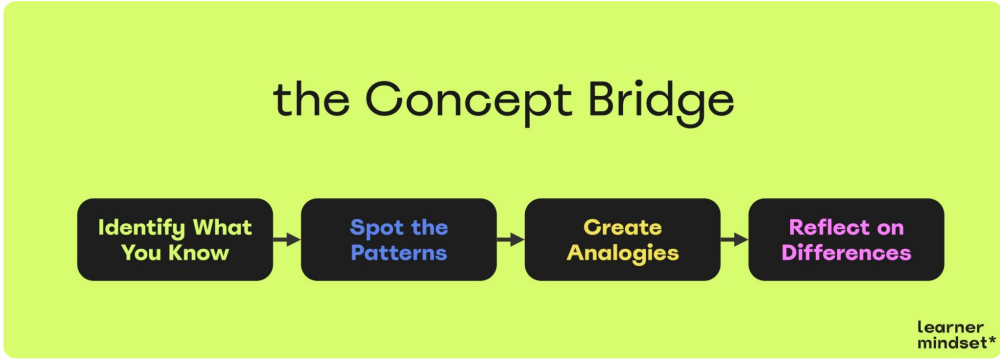 the Concept Bridge
Identify What
You Know
Spot the
Patterns
Create
Analogies
Reflect on
Differences
learner
mindset*